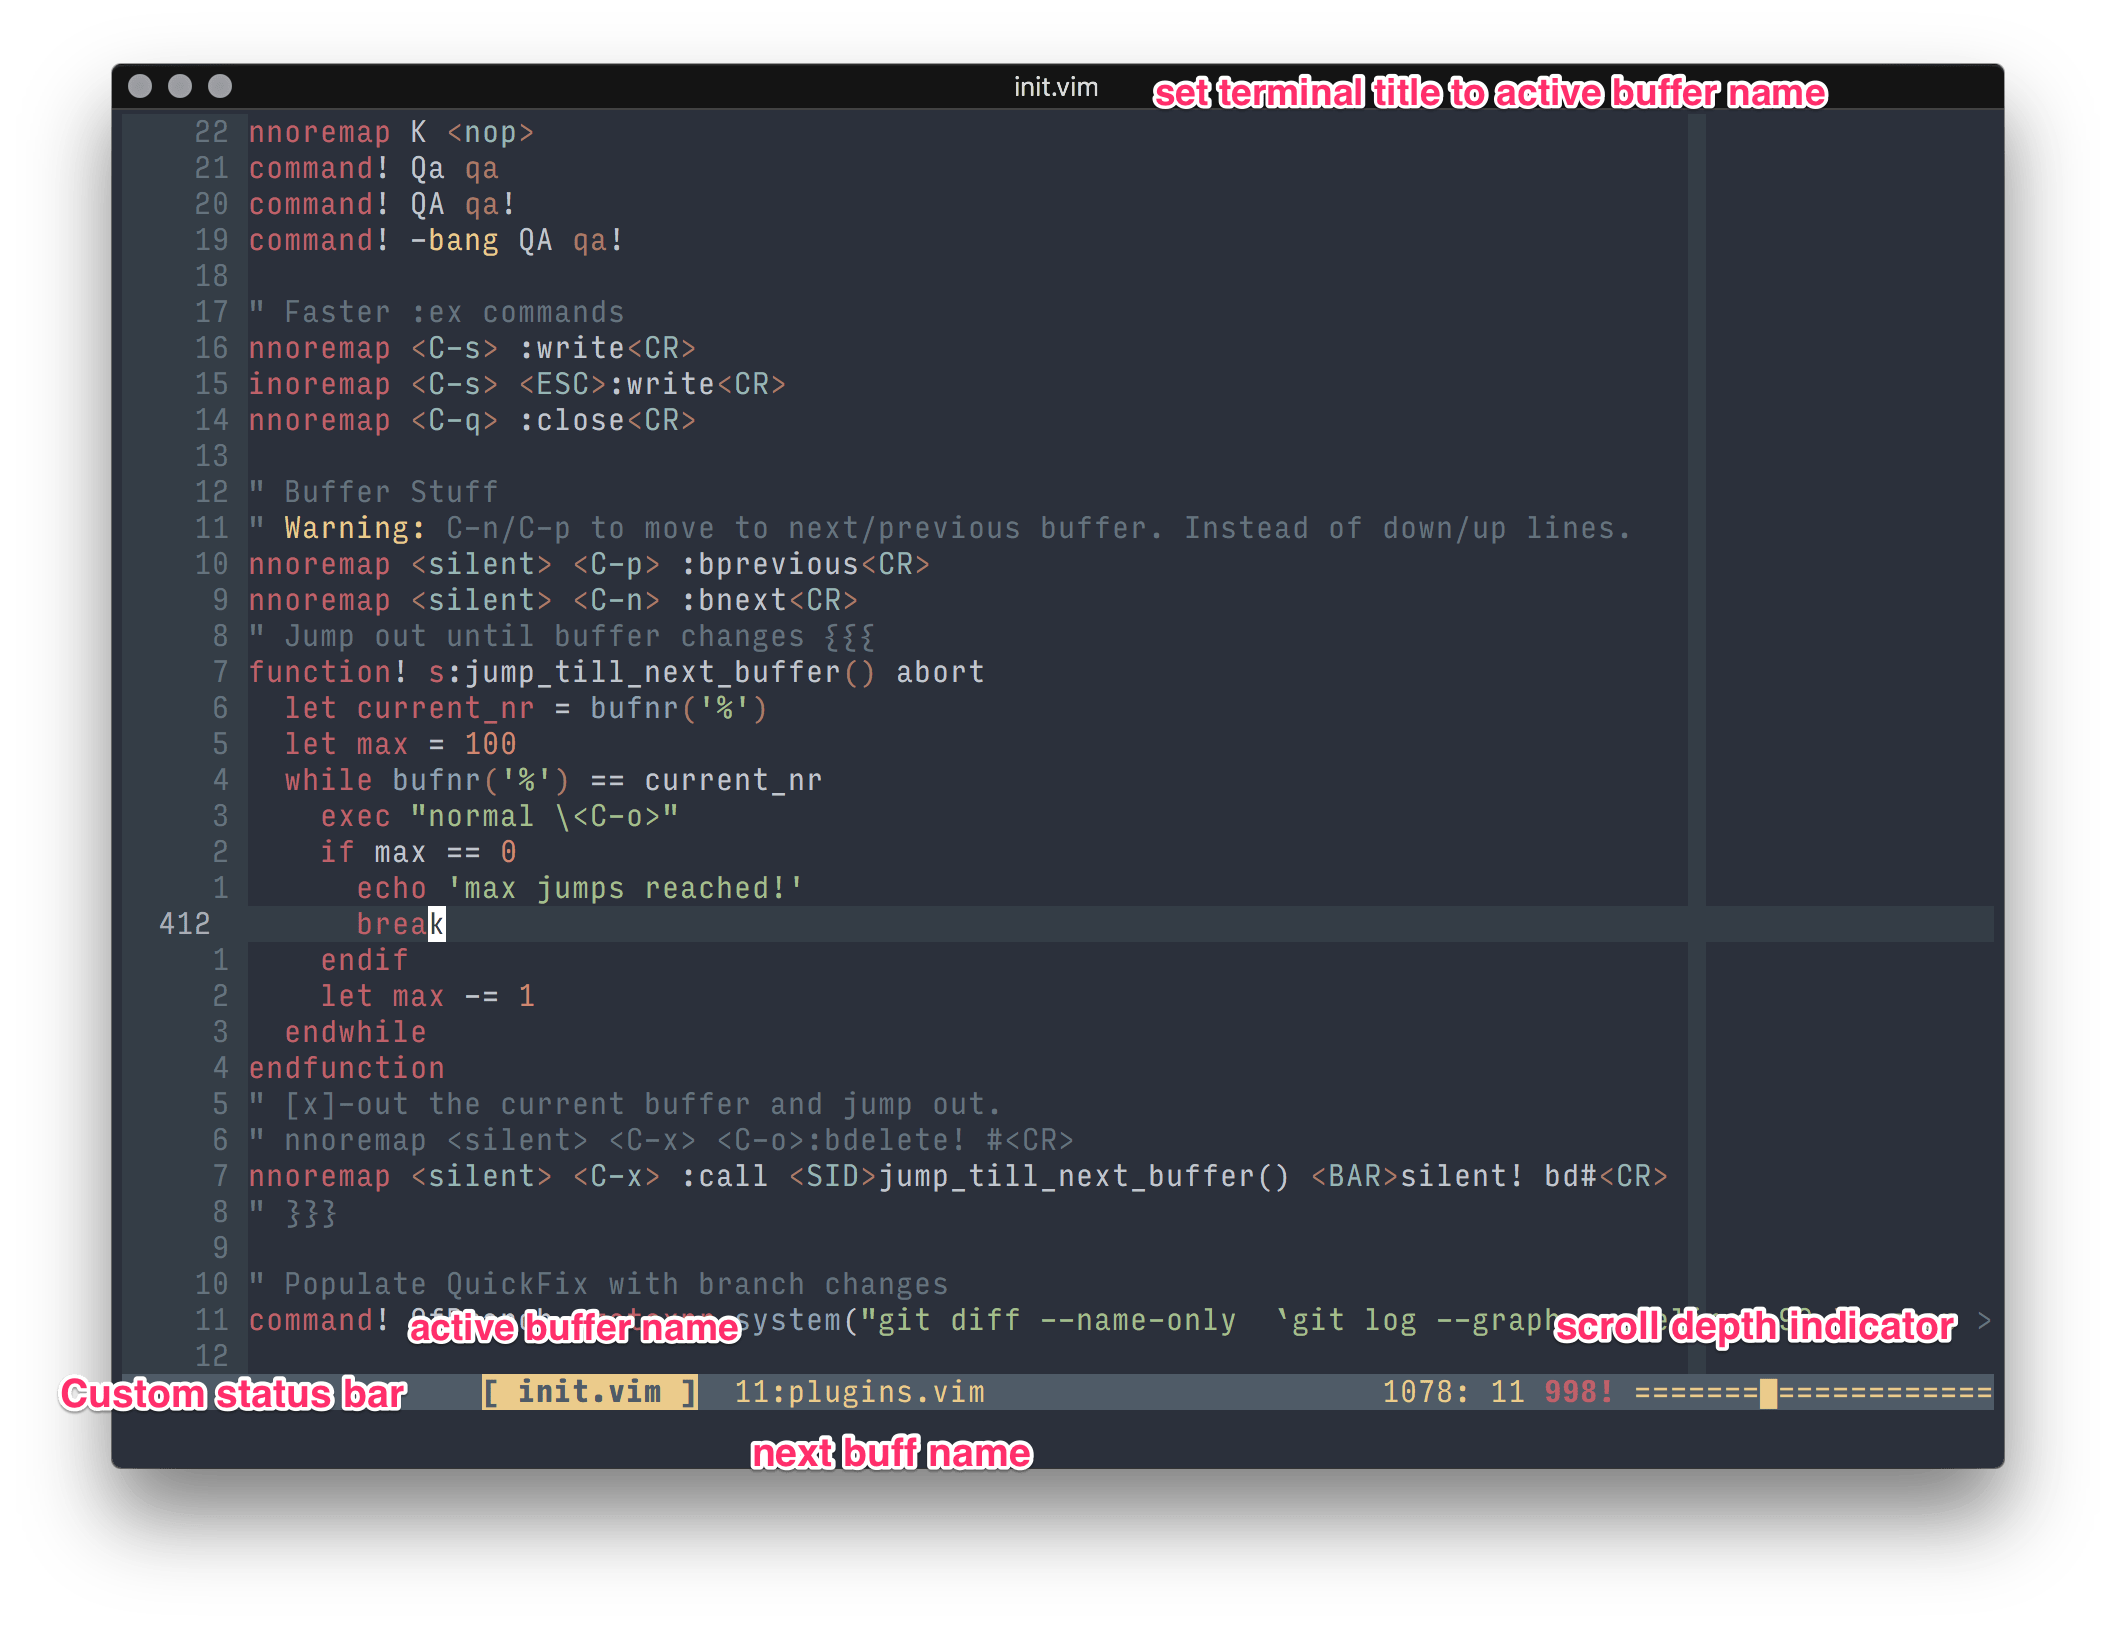 init.vim set terminal title to active buffer name
22 nnoremap K <nop>
21 command! Qa qa
20 command! QA qa!
19 command! -bang QA qa!
18
17 " Faster :ex commands
16 nnoremap <C-s> :write<CR>
15 inoremap <C-s> <ESC>:write<CR>
14 nnoremap <C-q> :close<CR>
13
12 " Buffer Stuff
11 " Warning: C-n/C-p to move to next/previous buffer. Instead of down/up lines.
10 nnoremap <silent> <C-p> :bprevious<CR>
9 nnoremap <silent> <C-n> :bnext<CR>
8 " Jump out until buffer changes {{{
7 function! s:jump_till_next_buffer() abort
6   let current_nr = bufnr('%')
5   let max = 100
4   while bufnr('%') == current_nr
3     exec "normal \<C-o>"
2     if max == 0
1       echo 'max jumps reached!'
412       break
1     endif
2     let max -= 1
3   endwhile
4 endfunction
5 " [x]-out the current buffer and jump out.
6 " nnoremap <silent> <C-x> <C-o>:bdelete! #<CR>
7 nnoremap <silent> <C-x> :call <SID>jump_till_next_buffer() <BAR>silent! bd#<CR>
8 " }}}
9
10 " Populate QuickFix with branch changes
11 command! system("git diff --name-only  `git log --graph >
active buffer name scroll depth indicator
12
Custom status bar [ init.vim ] 11:plugins.vim 1078: 11 998! =======█============
next buff name